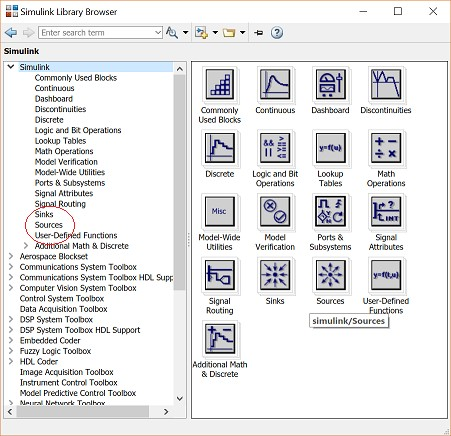 Simulink Library Browser
Enter search term
Simulink
Simulink
Commonly Used Blocks
Continuous
Dashboard
Discontinuities
Discrete
Logic and Bit Operations
Lookup Tables
Math Operations
Model Verification
Model-Wide Utilities
Ports & Subsystems
Signal Attributes
Signal Routing
Sinks
Sources
User-Defined Functions
Additional Math & Discrete
Aerospace Blockset
Communications System Toolbox
Communications System Toolbox HDL Supp
Computer Vision System Toolbox
Control System Toolbox
Data Acquisition Toolbox
DSP System Toolbox
DSP System Toolbox HDL Support
Embedded Coder
Fuzzy Logic Toolbox
HDL Coder
Image Acquisition Toolbox
Instrument Control Toolbox
Model Predictive Control Toolbox
Neural Network Toolbox
Commonly Used Blocks
Continuous
Dashboard
Discontinuities
Discrete
Logic and Bit Operations
y=f(u)
Lookup Tables
Math Operations
Misc
Model-Wide Utilities
Model Verification
Ports & Subsystems
INT
Signal Attributes
Signal Routing
Sinks
Sources
y=f(t,u)
User-Defined Functions
simulink/Sources
Additional Math & Discrete